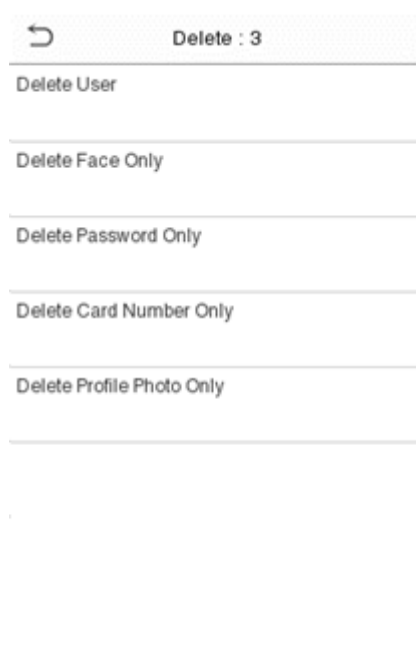 Delete : 3
Delete User
Delete Face Only
Delete Password Only
Delete Card Number Only
Delete Profile Photo Only